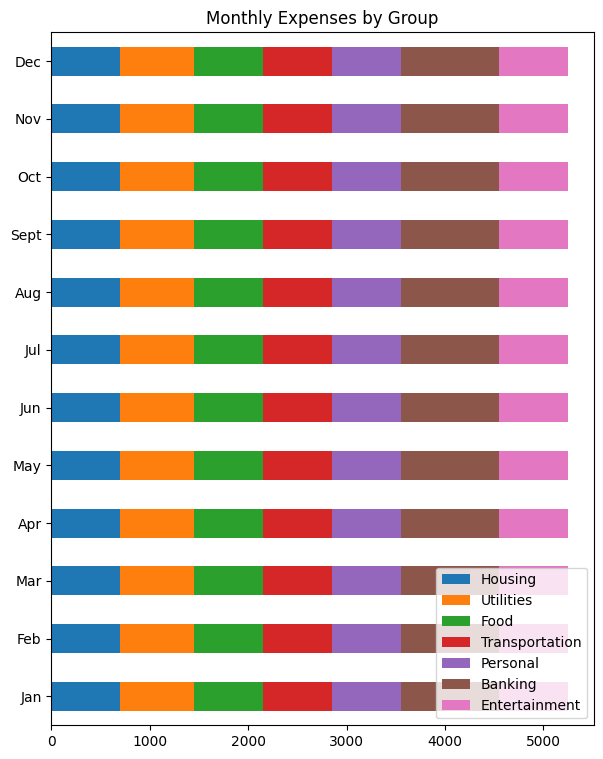 Monthly Expenses by Group
Dec
Nov
Oct
Sept
Aug
Jul
Jun
May
Apr
Mar
Feb
Jan
Housing
Utilities
Food
Transportation
Personal
Banking
Entertainment
0 1000 2000 3000 4000 5000